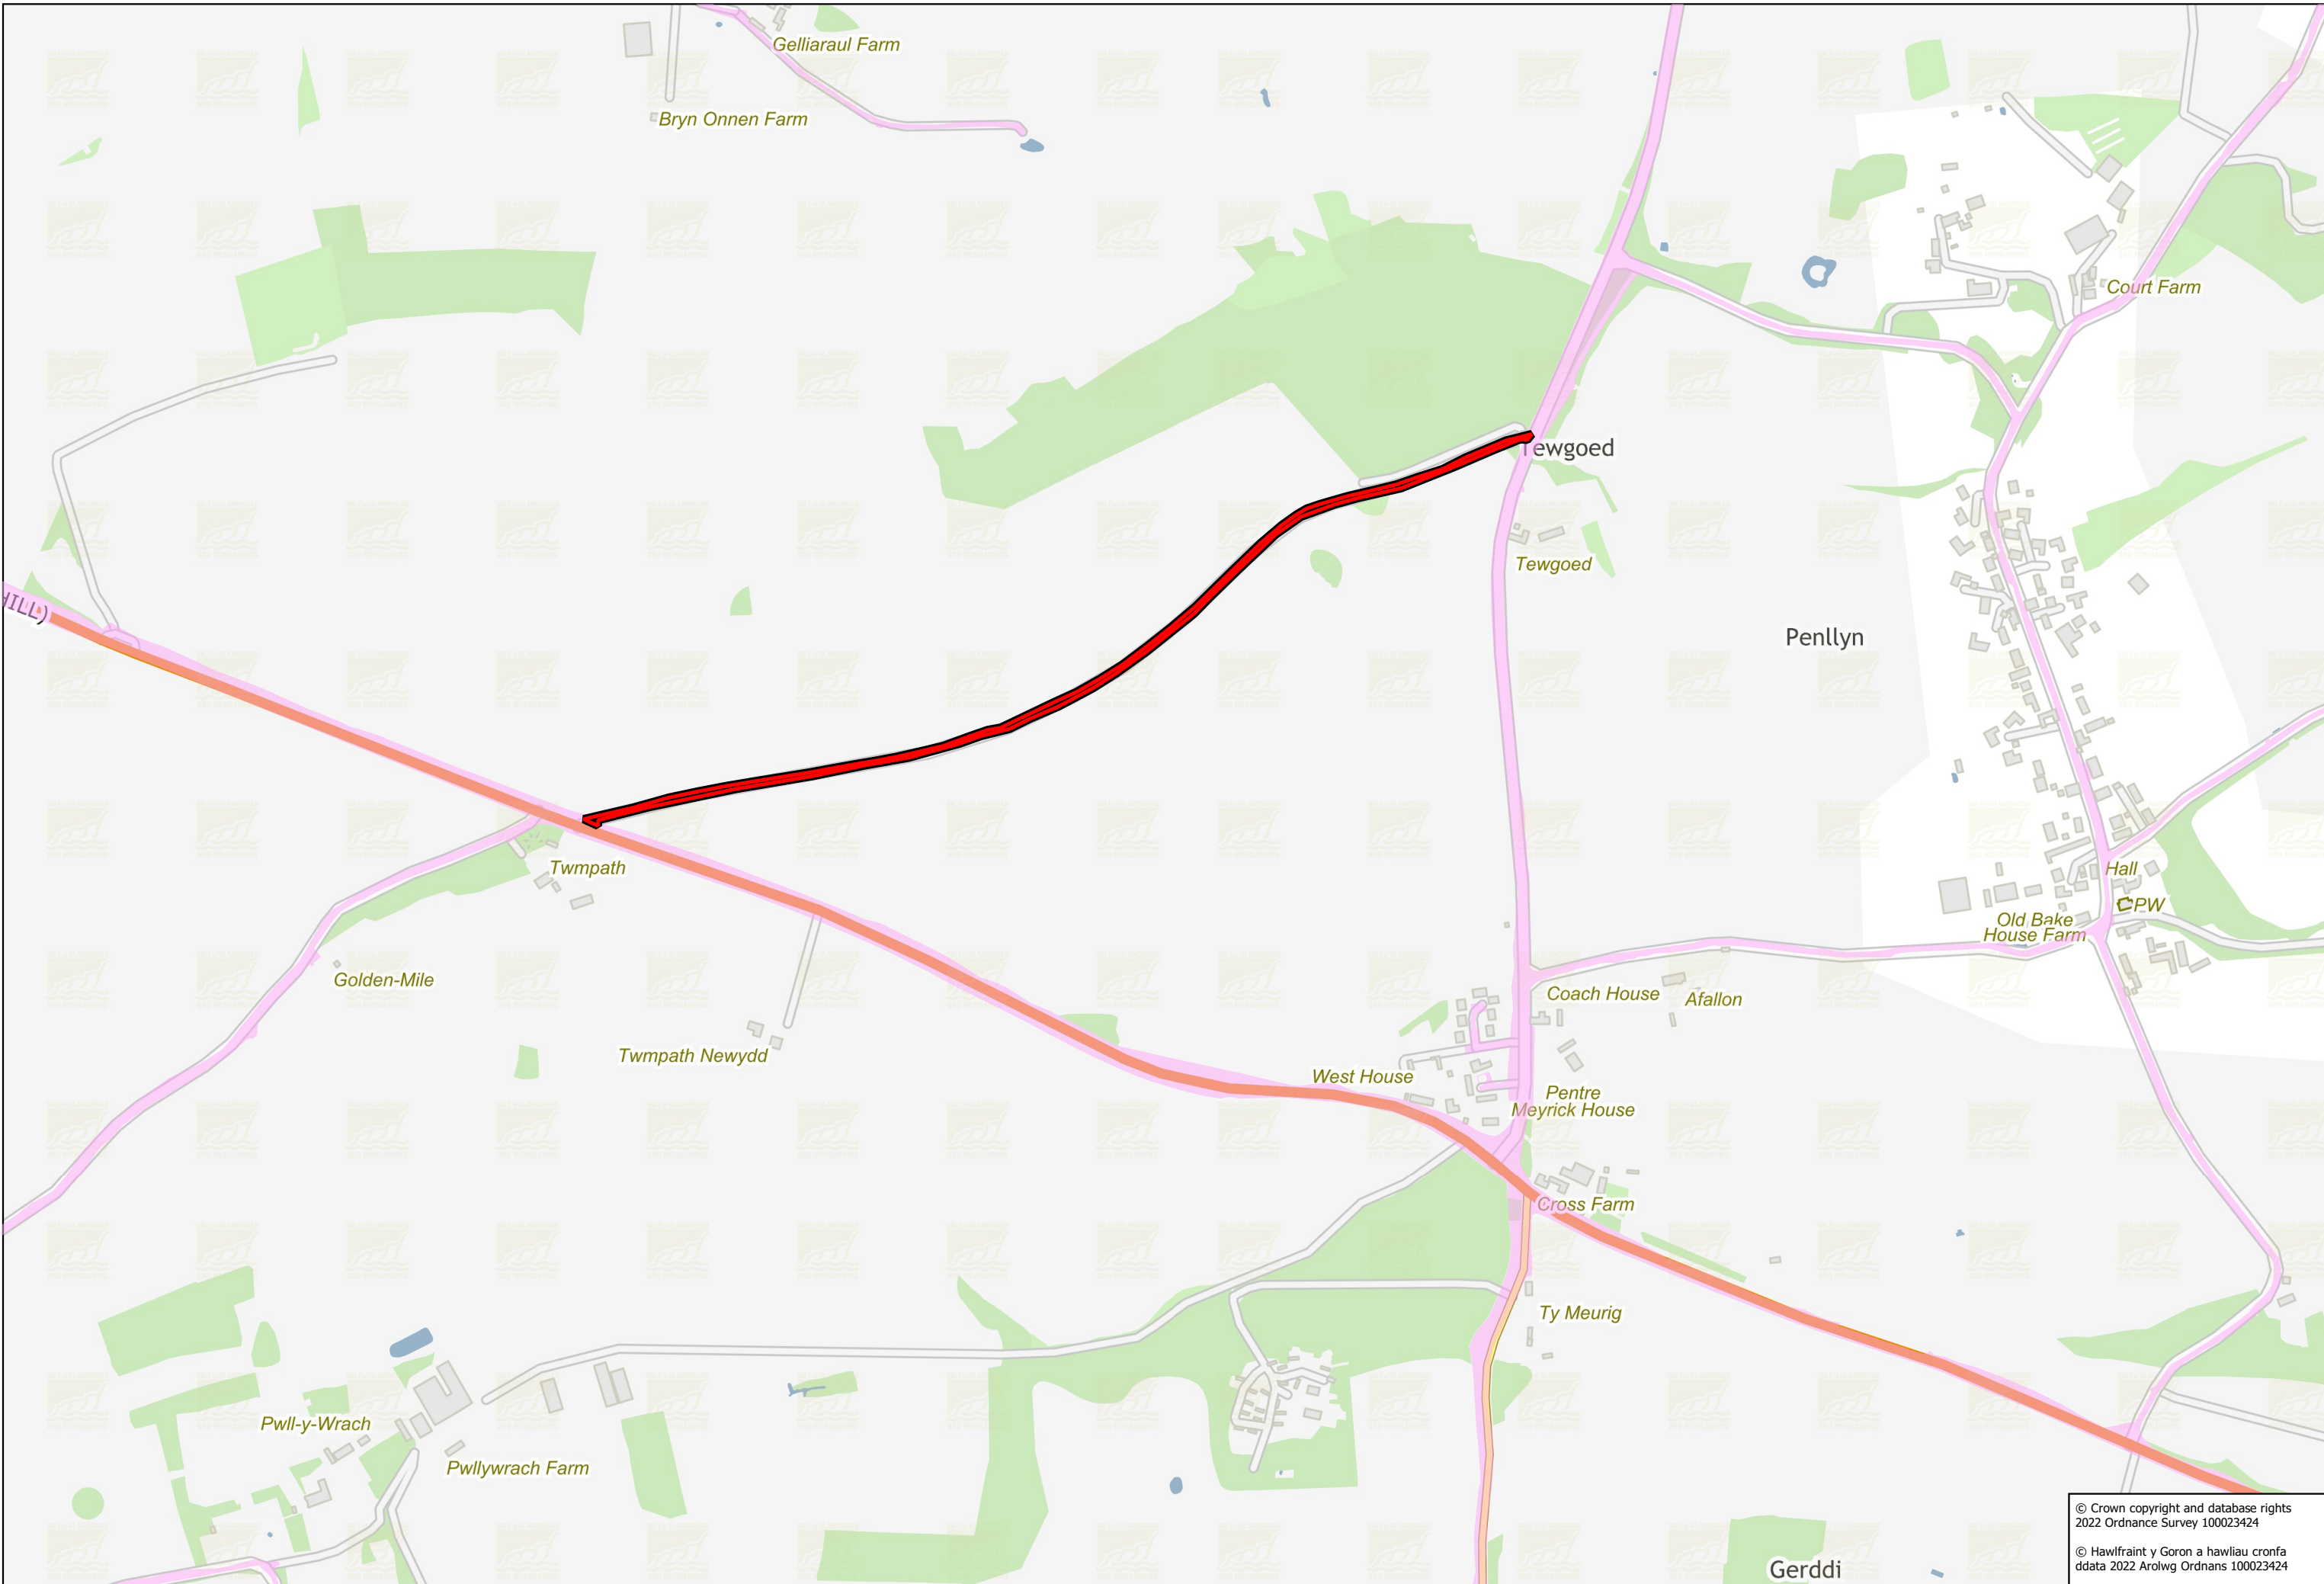 Gelliaraul Farm
Bryn Onnen Farm
Court Farm
Tewgoed
Tewgoed
HILL)
Penllyn
Twmpath
Hall
PW
Old Bake
House Farm
Golden-Mile
Coach House
Afallon
Twmpath Newydd
West House
Pentre
Meyrick House
Cross Farm
Ty Meurig
Pwll-y-Wrach
Pwllywrach Farm
Gerddi
© Crown copyright and database rights
2022 Ordnance Survey 100023424
© Hawlfraint y Goron a hawliau cronfa
ddata 2022 Arolwg Ordnans 100023424